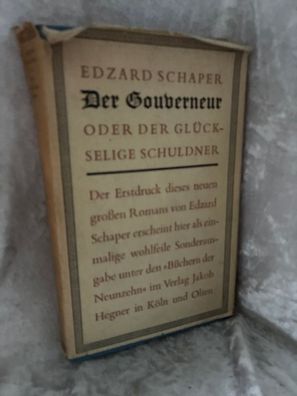 EDZARD SCHAPER
Der Gouverneur
ODER DER GLÜCK-
SELIGE SCHULDNER
Der Erstdruck dieses neuen
großen Romans von Edzard
Schaper erscheint hier als ein-
malige wohlfeile Sonderaus-
gabe unter den »Büchern der
Neunzehn« im Verlag Jakob
Hegner in Köln und Olten.